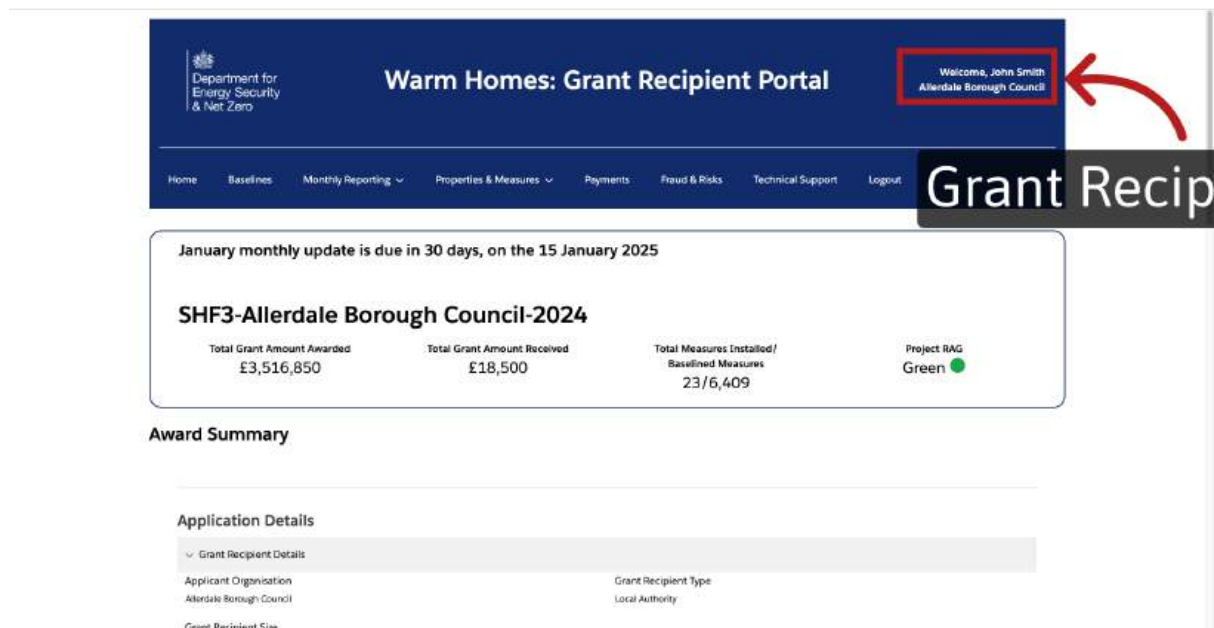 Department for
Energy Security
& Net Zero
Warm Homes: Grant Recipient Portal
Welcome, John Smith
Allerdale Borough Council
Home Baselines Monthly Reporting Properties & Measures Payments Fraud & Risks Technical Support Logout
Grant Recip
January monthly update is due in 30 days, on the 15 January 2025
SHF3-Allerdale Borough Council-2024
Total Grant Amount Awarded
£3,516,850
Total Grant Amount Received
£18,500
Total Measures Installed/
Baselined Measures
23/6,409
Project RAG
Green
Award Summary
Application Details
Grant Recipient Details
Applicant Organisation
Allerdale Borough Council
Grant Recipient Type
Local Authority
Grant Recipient Size